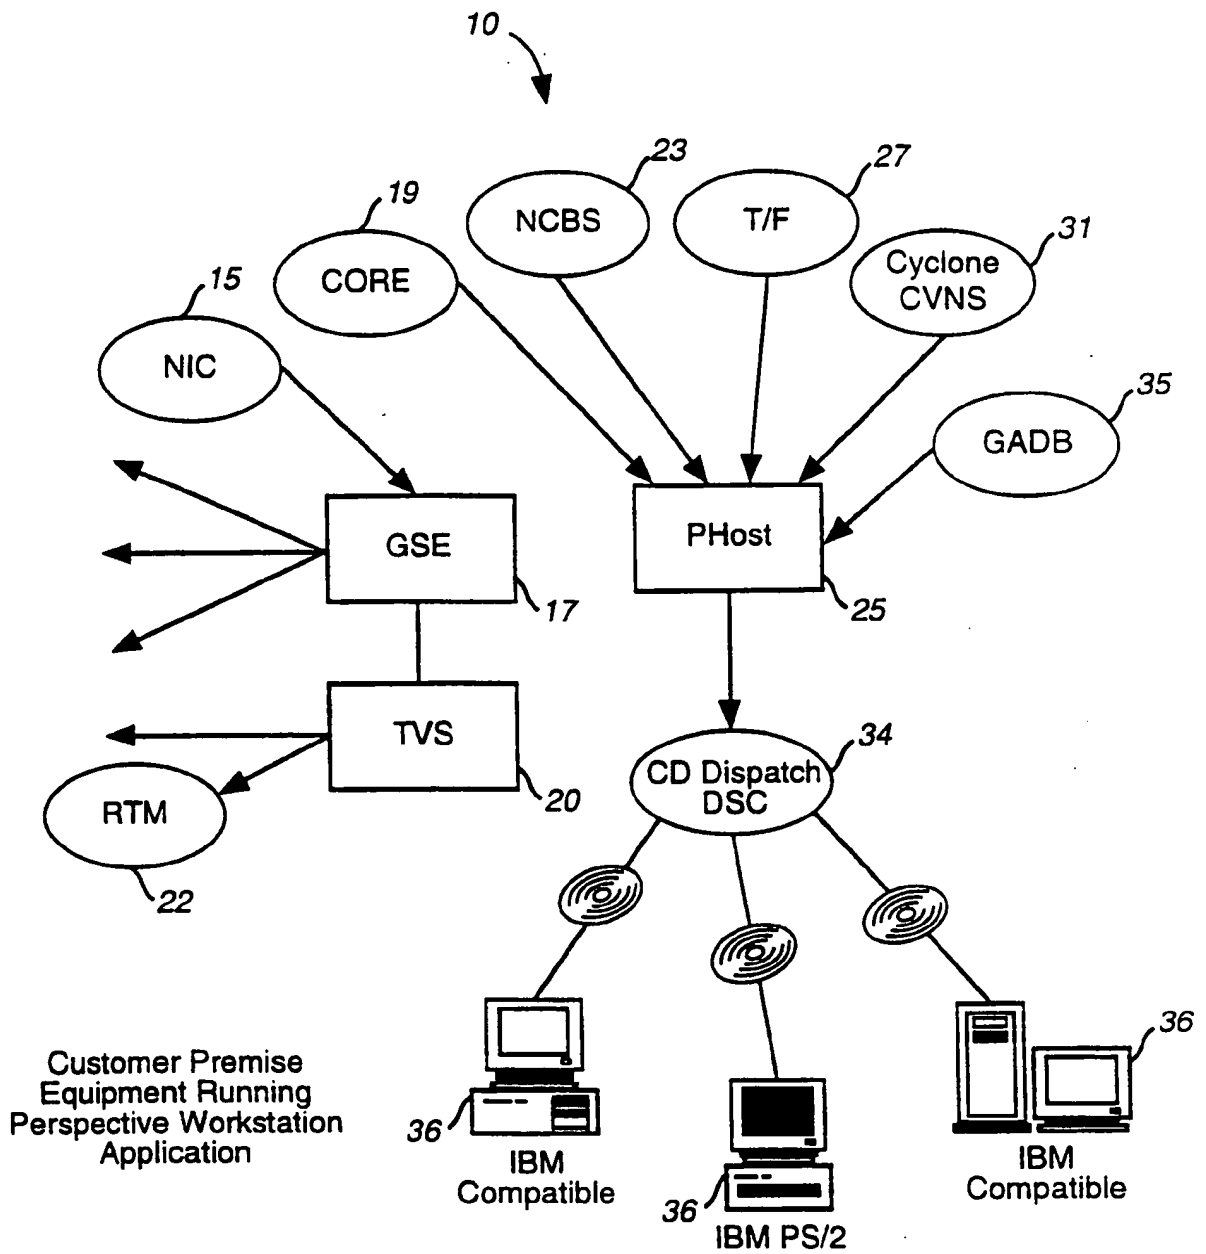 10
23
27
NCBS
T/F
19
31
CORE
Cyclone
CVNS
15
NIC
35
GADB
GSE
PHost
17
25
TVS
34
CD Dispatch
DSC
20
RTM
22
36
Customer Premise
Equipment Running
Perspective Workstation
Application
36
IBM
Compatible
36
IBM PS/2
IBM
Compatible